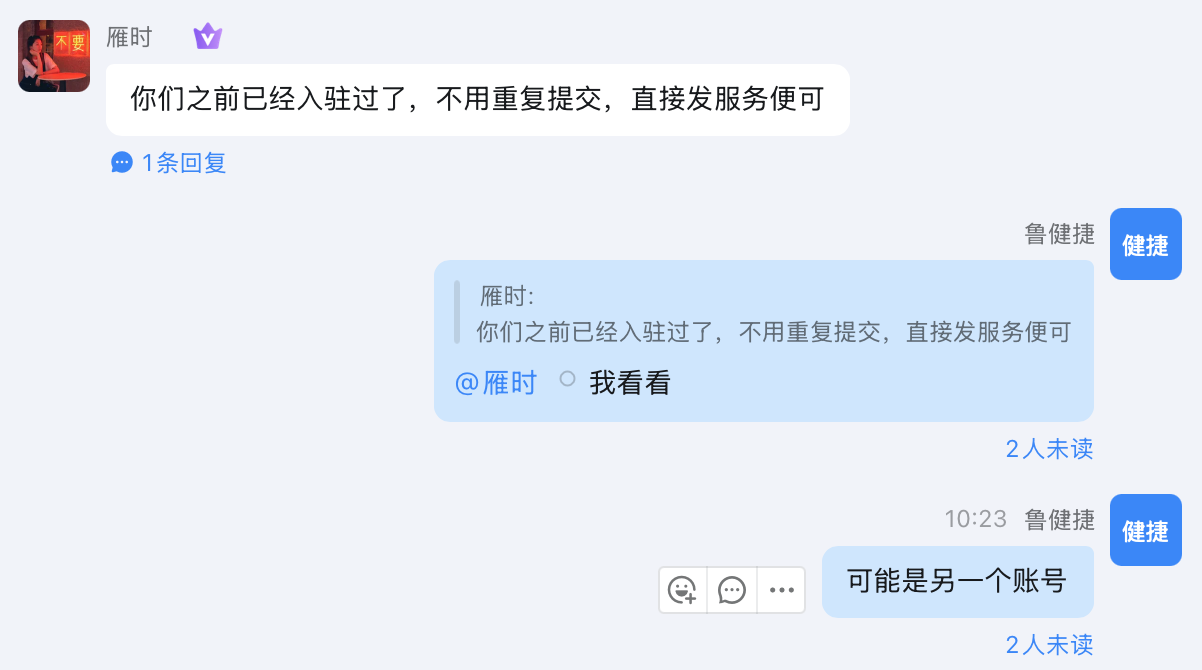 雁时
不要
你们之前已经入驻过了，不用重复提交，直接发服务便可
1条回复
鲁健捷
健捷
雁时:
你们之前已经入驻过了，不用重复提交，直接发服务便可
@雁时 我看看
2人未读
10:23 鲁健捷
健捷
可能是另一个账号
2人未读